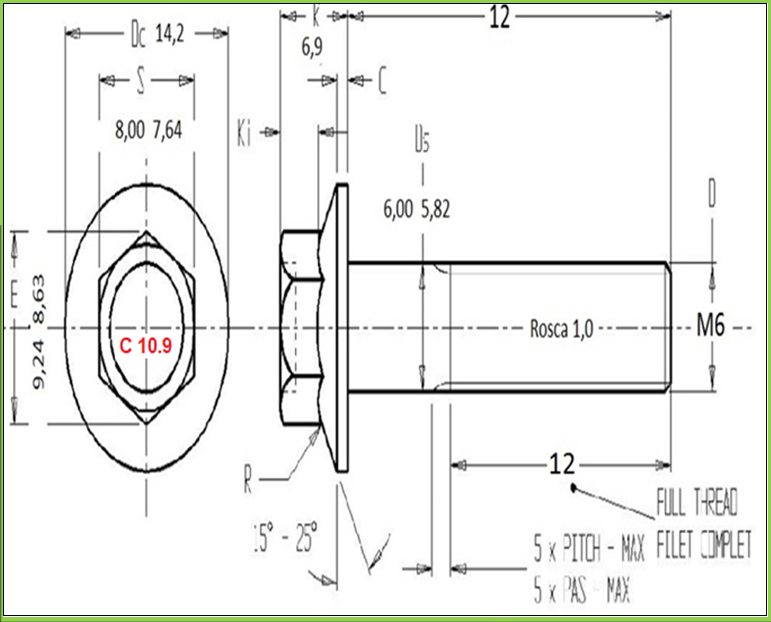 Dc 14,2
K
6,9
12
S
8,00 7,64
C
Ki
Ds
6,00 5,82
D
E
9,24 8,63
C 10.9
Rosca 1,0
M6
R
15° - 25°
12
FULL THREAD
FILET COMPLET
5 x PITCH - MAX
5 x PAS - MAX